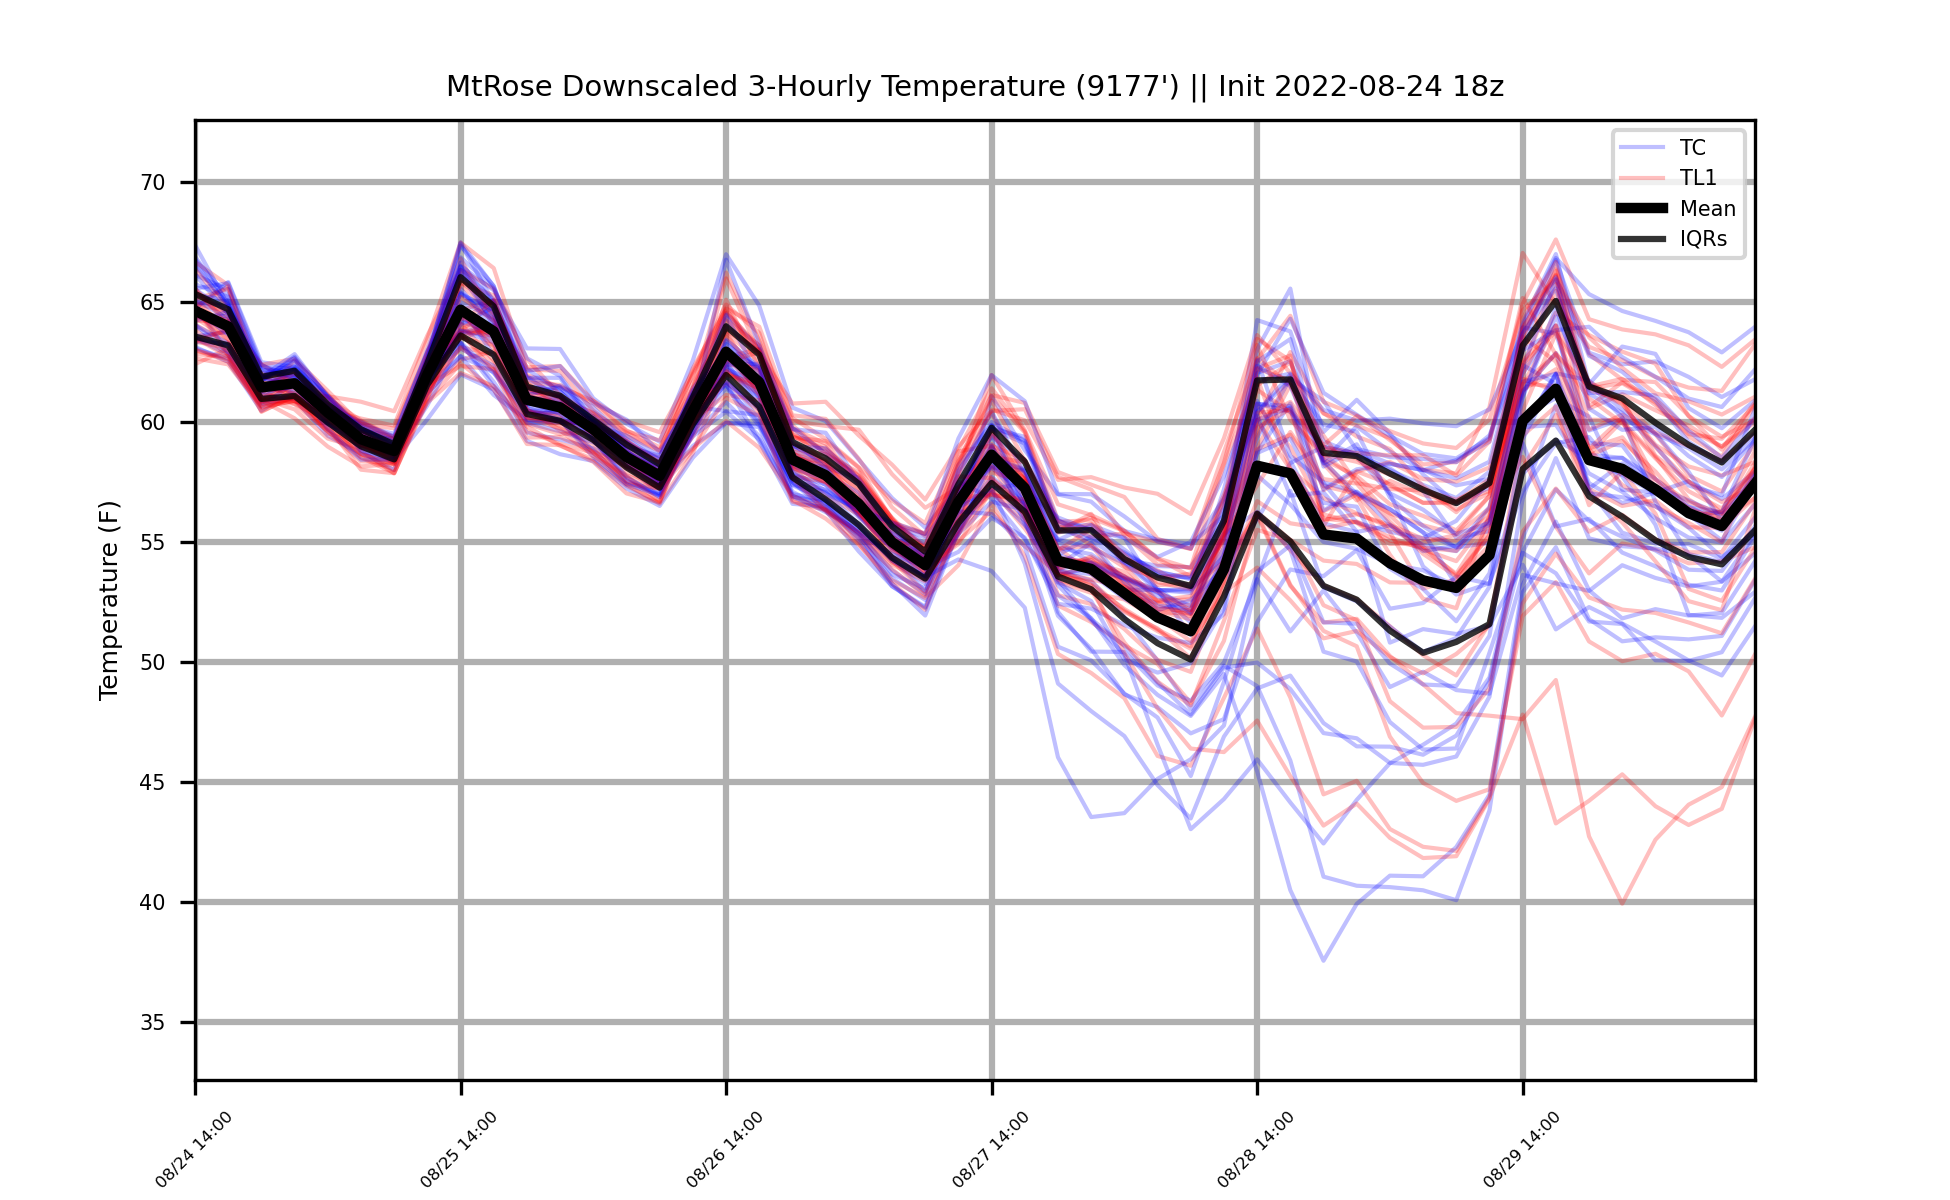 MtRose Downscaled 3-Hourly Temperature (9177') || Init 2022-08-24 18z
TC
TL1
Mean
IQRs
Temperature (F)
70
65
60
55
50
45
40
35
08/24 14:00
08/25 14:00
08/26 14:00
08/27 14:00
08/28 14:00
08/29 14:00